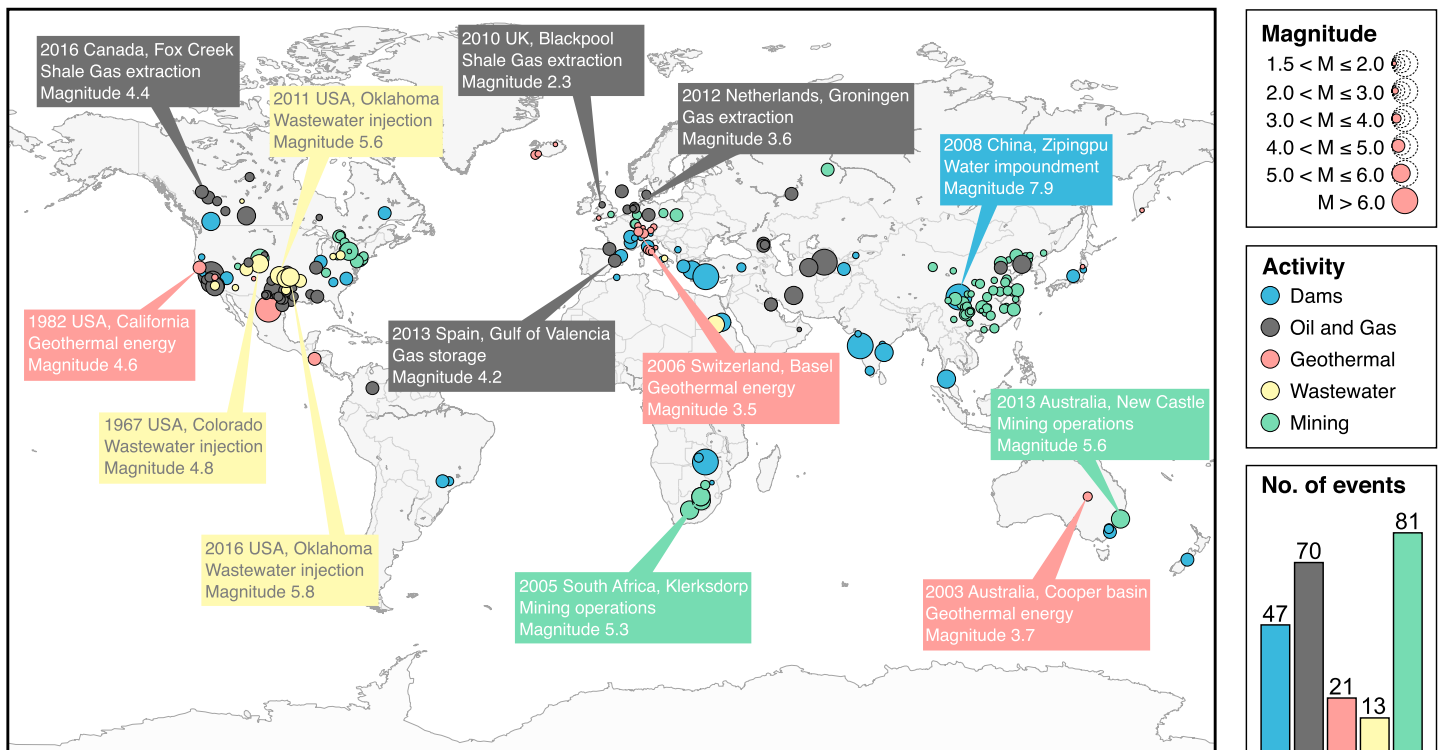 2016 Canada, Fox Creek
Shale Gas extraction
Magnitude 4.4
2011 USA, Oklahoma
Wastewater injection
Magnitude 5.6
2010 UK, Blackpool
Shale Gas extraction
Magnitude 2.3
2012 Netherlands, Groningen
Gas extraction
Magnitude 3.6
2008 China, Zipingpu
Water impoundment
Magnitude 7.9
1982 USA, California
Geothermal energy
Magnitude 4.6
2013 Spain, Gulf of Valencia
Gas storage
Magnitude 4.2
2006 Switzerland, Basel
Geothermal energy
Magnitude 3.5
2013 Australia, New Castle
Mining operations
Magnitude 5.6
1967 USA, Colorado
Wastewater injection
Magnitude 4.8
2016 USA, Oklahoma
Wastewater injection
Magnitude 5.8
2005 South Africa, Klerksdorp
Mining operations
Magnitude 5.3
2003 Australia, Cooper basin
Geothermal energy
Magnitude 3.7
Magnitude
1.5 < M ≤ 2.0
2.0 < M ≤ 3.0
3.0 < M ≤ 4.0
4.0 < M ≤ 5.0
5.0 < M ≤ 6.0
M > 6.0
Activity
Dams
Oil and Gas
Geothermal
Wastewater
Mining
No. of events
47
70
21
13
81